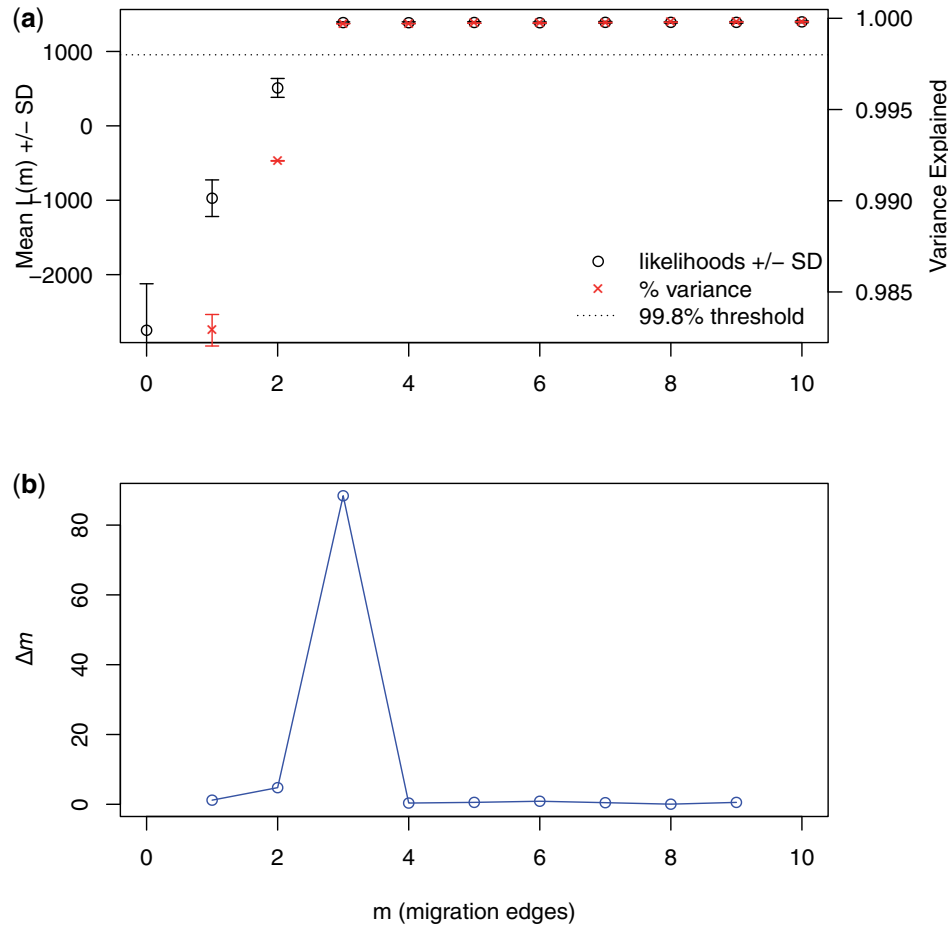 (a)
1000
0
−1000
−2000
Mean L(m) +/− SD
1.000
0.995
0.990
0.985
Variance Explained
likelihoods +/− SD
% variance
99.8% threshold
0 2 4 6 8 10
(b)
80
60
40
20
0
Δm
0 2 4 6 8 10
m (migration edges)